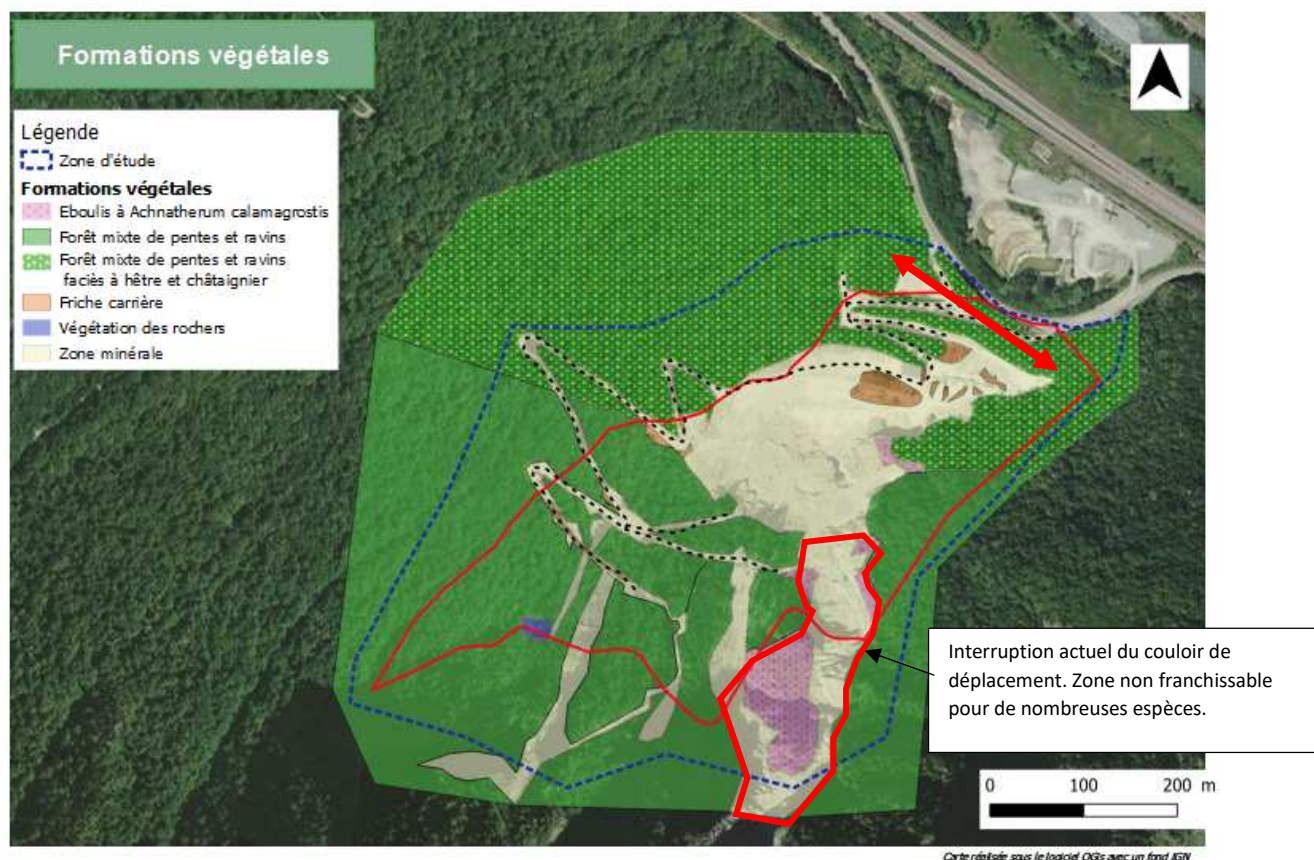 Formations végétales
Légende
Zone d'étude
Formations végétales
Eboulis à Achnatherum calamagrostis
Forêt mixte de pentes et ravins
Forêt mixte de pentes et ravins
faciès à hêtre et châtaignier
Friche carrière
Végétation des rochers
Zone minérale
Interruption actuel du couloir de
déplacement. Zone non franchissable
pour de nombreuses espèces.
0 100 200 m
Carte réalisée sous le logiciel QGis avec un fond IGN